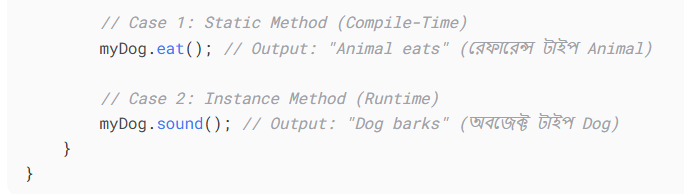 // Case 1: Static Method (Compile-Time)
myDog.eat(); // Output: "Animal eats" (রেফারেন্স টাইপ Animal)
// Case 2: Instance Method (Runtime)
myDog.sound(); // Output: "Dog barks" (অবজেক্ট টাইপ Dog)
}
}